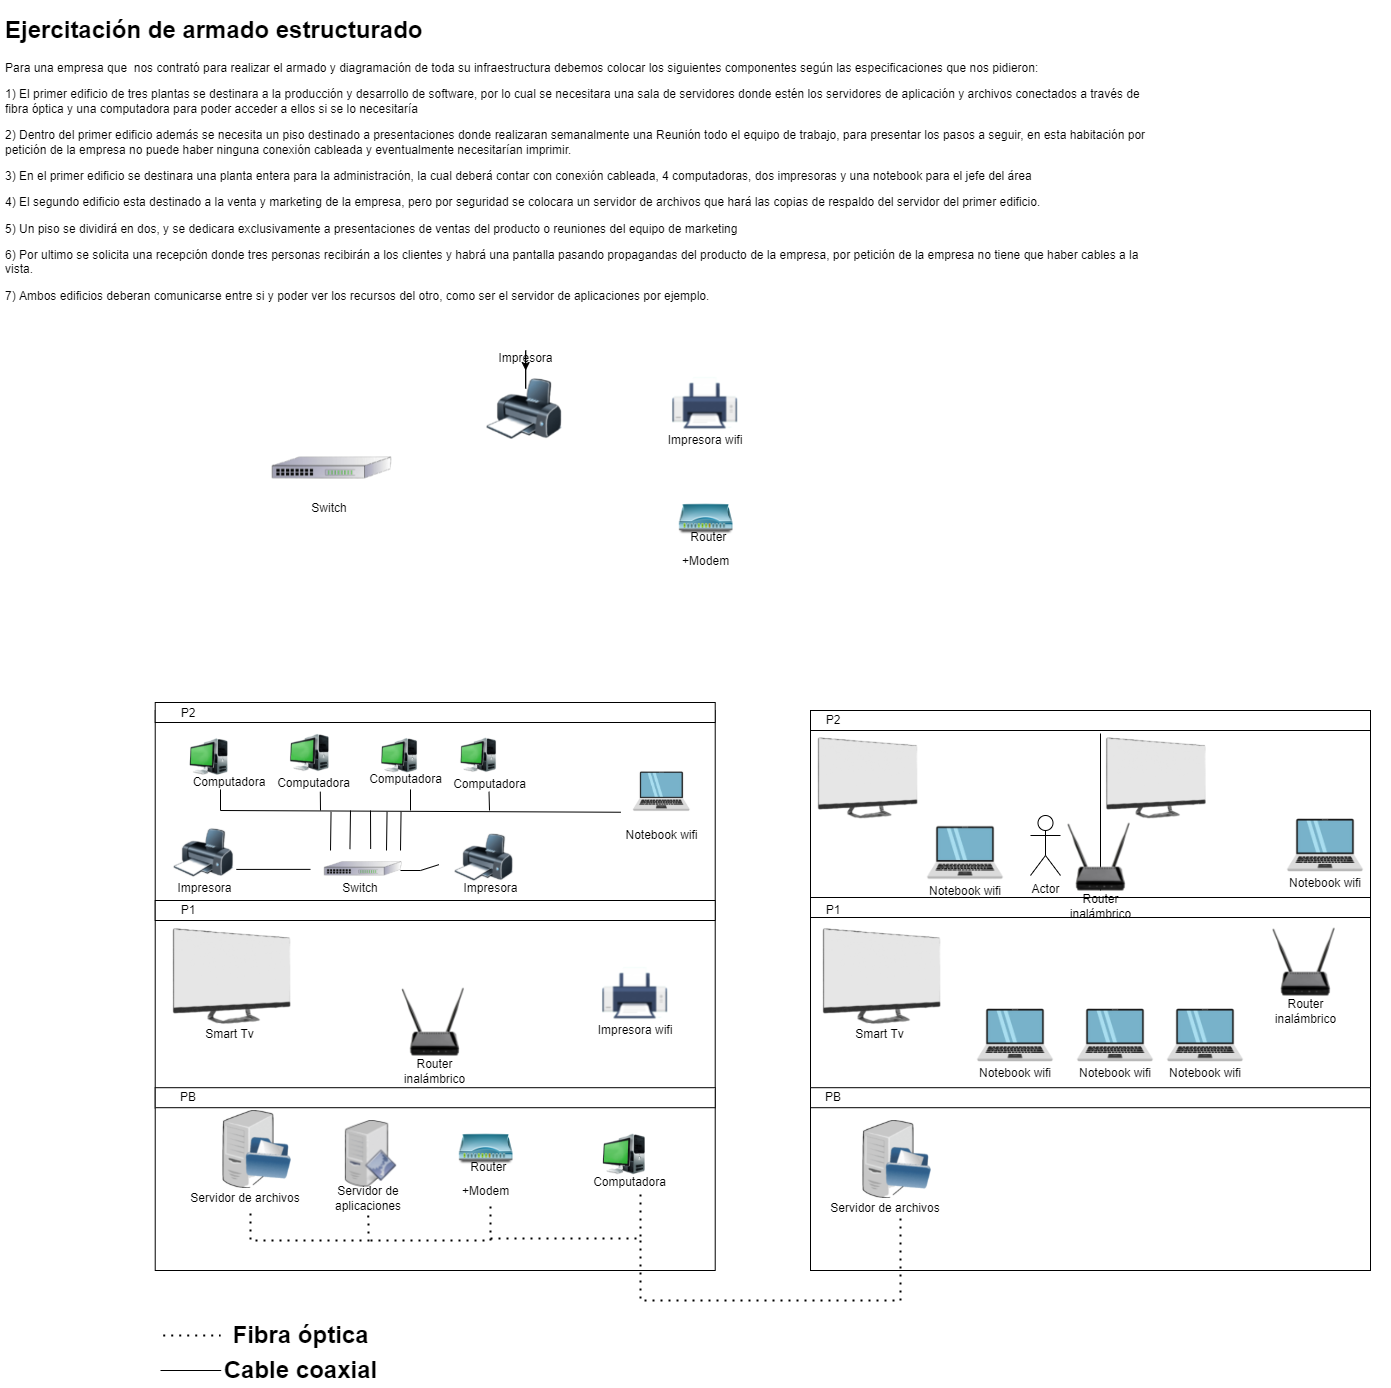 Ejercitación de armado estructurado
Para una empresa que  nos contrató para realizar el armado y diagramación de toda su infraestructura debemos colocar los siguientes componentes según las especificaciones que nos pidieron:
1) El primer edificio de tres plantas se destinara a la producción y desarrollo de software, por lo cual se necesitara una sala de servidores donde estén los servidores de aplicación y archivos conectados a través de
fibra óptica y una computadora para poder acceder a ellos si se lo necesitaría
2) Dentro del primer edificio además se necesita un piso destinado a presentaciones donde realizaran semanalmente una Reunión todo el equipo de trabajo, para presentar los pasos a seguir, en esta habitación por
petición de la empresa no puede haber ninguna conexión cableada y eventualmente necesitarían imprimir.
3) En el primer edificio se destinara una planta entera para la administración, la cual deberá contar con conexión cableada, 4 computadoras, dos impresoras y una notebook para el jefe del área
4) El segundo edificio esta destinado a la venta y marketing de la empresa, pero por seguridad se colocara un servidor de archivos que hará las copias de respaldo del servidor del primer edificio.
5) Un piso se dividirá en dos, y se dedicara exclusivamente a presentaciones de ventas del producto o reuniones del equipo de marketing
6) Por ultimo se solicita una recepción donde tres personas recibirán a los clientes y habrá una pantalla pasando propagandas del producto de la empresa, por petición de la empresa no tiene que haber cables a la
vista.
7) Ambos edificios deberan comunicarse entre si y poder ver los recursos del otro, como ser el servidor de aplicaciones por ejemplo.
Impresora
Impresora wifi
Switch
Router
+Modem
P2
Computadora
Computadora
Computadora
Computadora
Notebook wifi
Impresora
Switch
Impresora
P1
Smart Tv
Router
inalámbrico
Impresora wifi
PB
Servidor de archivos
Servidor de
aplicaciones
Router
+Modem
Computadora
P2
Notebook wifi
Actor
Router
inalámbrico
Notebook wifi
P1
Smart Tv
Notebook wifi
Notebook wifi
Notebook wifi
Router
inalámbrico
PB
Servidor de archivos
Fibra óptica
Cable coaxial